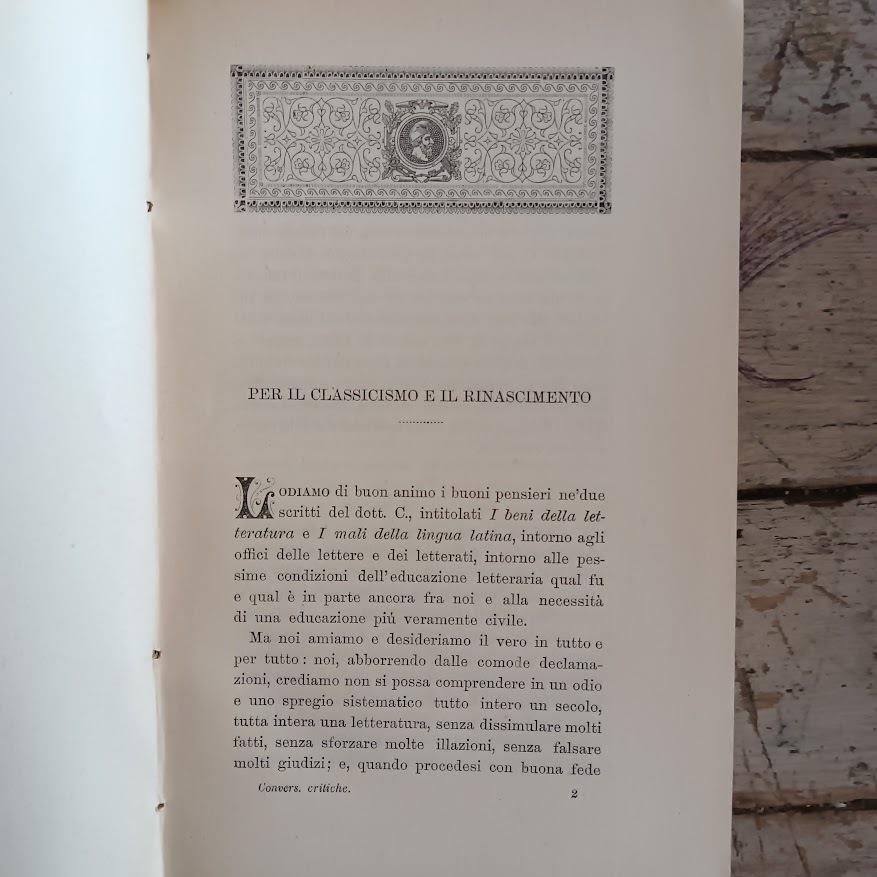 PER IL CLASSICISMO E IL RINASCIMENTO
LODIAMO di buon animo i buoni pensieri ne'due
scritti del dott. C., intitolati I beni della let-
teratura e I mali della lingua latina, intorno agli
offici delle lettere e dei letterati, intorno alle pes-
sime condizioni dell'educazione letteraria qual fu
e qual è in parte ancora fra noi e alla necessità
di una educazione piú veramente civile.
Ma noi amiamo e desideriamo il vero in tutto e
per tutto: noi, abborrendo dalle comode declama-
zioni, crediamo non si possa comprendere in un odio
e uno spregio sistematico tutto intero un secolo,
tutta intera una letteratura, senza dissimulare molti
fatti, senza sforzare molte illazioni, senza falsare
molti giudizi; e, quando procedesi con buona fede
Convers. critiche. 2